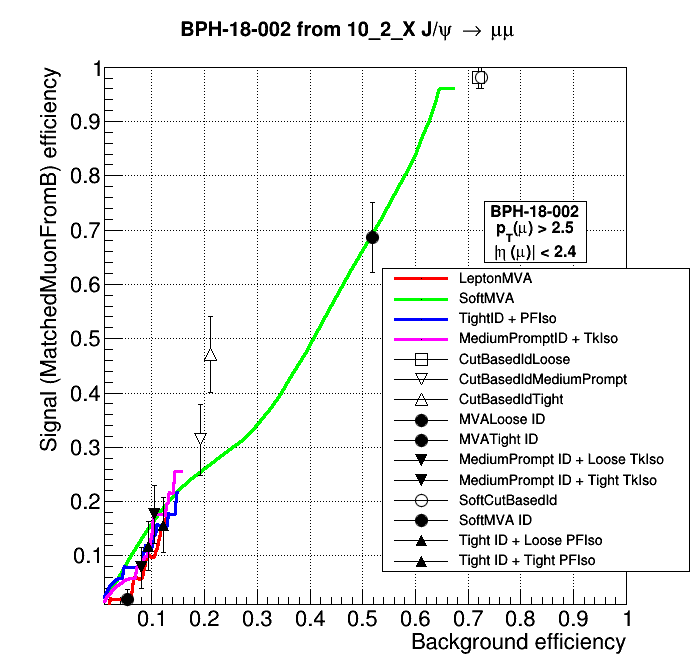 BPH-18-002 from 10_2_X J/ψ → μμ
Signal (MatchedMuonFromB) efficiency
1
0.9
0.8
0.7
0.6
0.5
0.4
0.3
0.2
0.1
BPH-18-002
pT(μ) > 2.5
|η (μ)| < 2.4
LeptonMVA
SoftMVA
TightID + PFIso
MediumPromptID + TkIso
CutBasedIdLoose
CutBasedIdMediumPrompt
CutBasedIdTight
MVALoose ID
MVATight ID
MediumPrompt ID + Loose TkIso
MediumPrompt ID + Tight TkIso
SoftCutBasedId
SoftMVA ID
Tight ID + Loose PFIso
Tight ID + Tight PFIso
0.1 0.2 0.3 0.4 0.5 0.6 0.7 0.8 0.9 1
Background efficiency